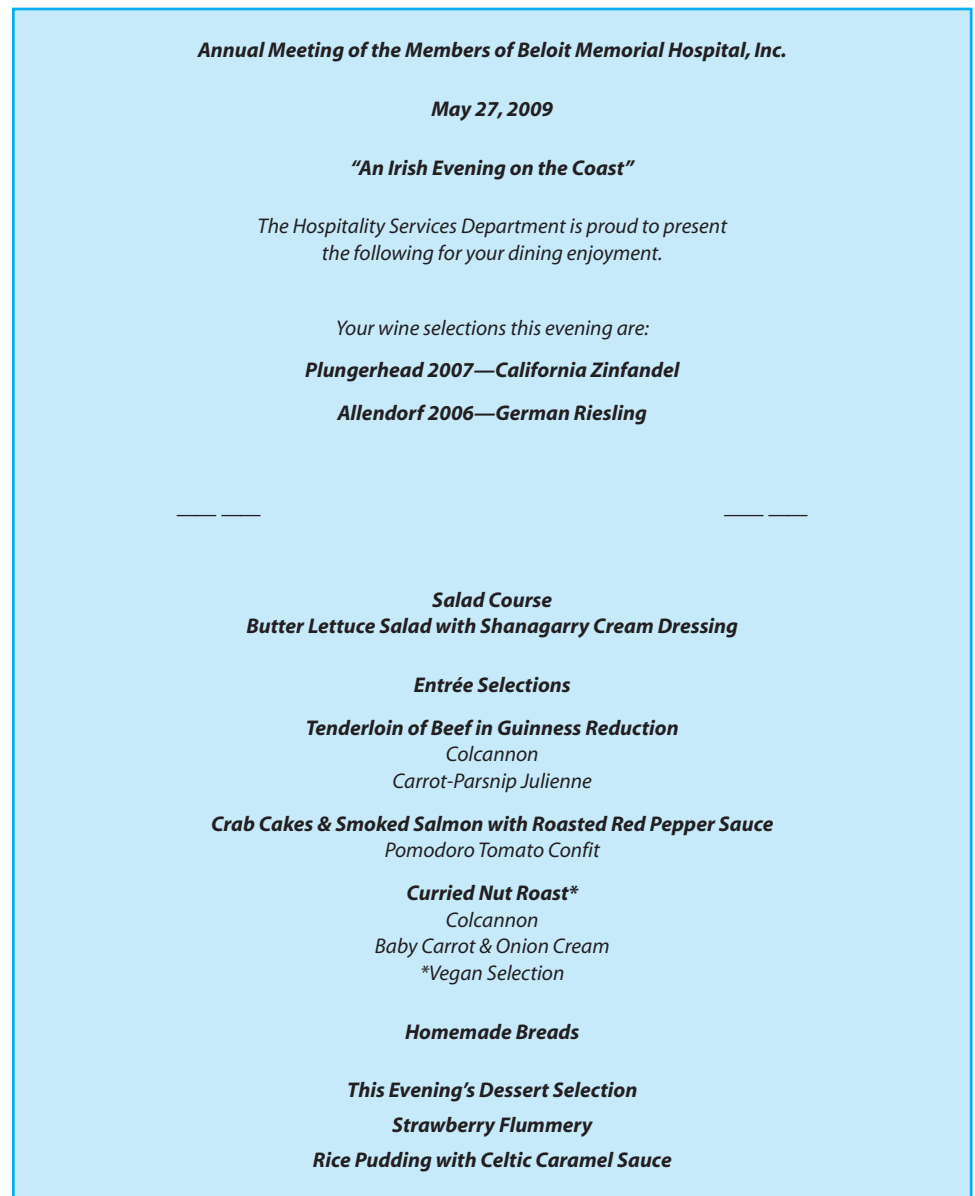 Annual Meeting of the Members of Beloit Memorial Hospital, Inc.
May 27, 2009
“An Irish Evening on the Coast”
The Hospitality Services Department is proud to present
the following for your dining enjoyment.
Your wine selections this evening are:
Plungerhead 2007—California Zinfandel
Allendorf 2006—German Riesling
Salad Course
Butter Lettuce Salad with Shanagarry Cream Dressing
Entrée Selections
Tenderloin of Beef in Guinness Reduction
Colcannon
Carrot-Parsnip Julienne
Crab Cakes & Smoked Salmon with Roasted Red Pepper Sauce
Pomodoro Tomato Confit
Curried Nut Roast*
Colcannon
Baby Carrot & Onion Cream
*Vegan Selection
Homemade Breads
This Evening’s Dessert Selection
Strawberry Flummery
Rice Pudding with Celtic Caramel Sauce